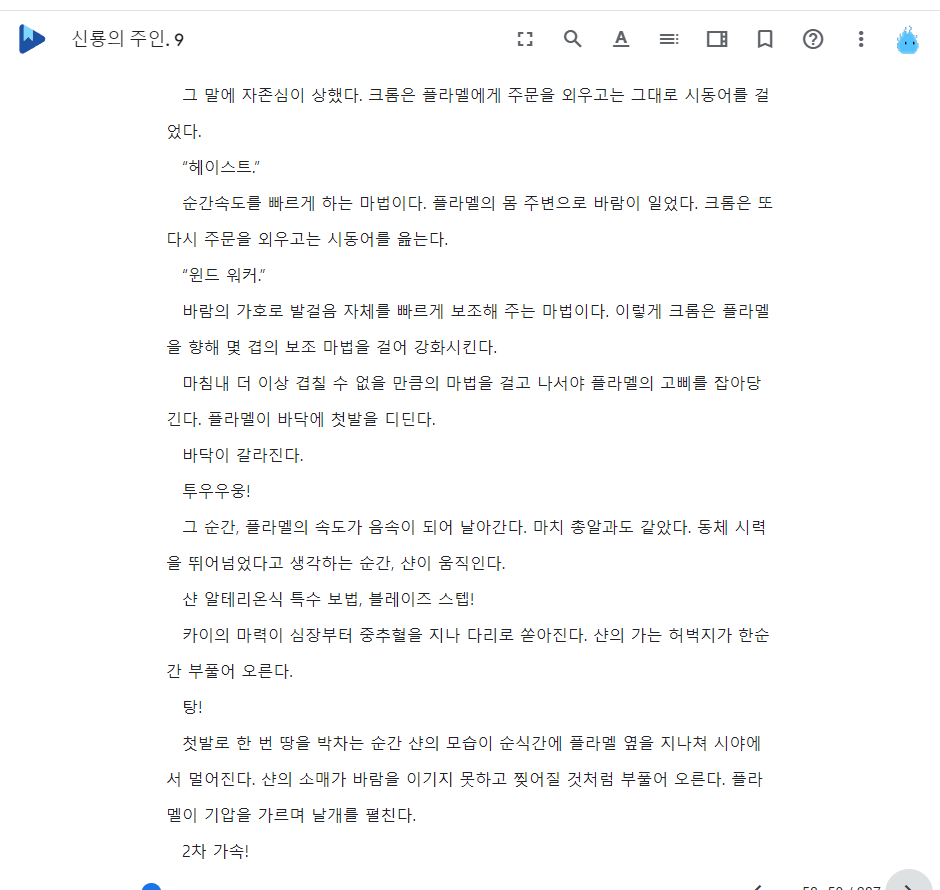 신룡의 주인. 9
그 말에 자존심이 상했다. 크롬은 플라멜에게 주문을 외우고는 그대로 시동어를 걸
었다.
“헤이스트.”
순간속도를 빠르게 하는 마법이다. 플라멜의 몸 주변으로 바람이 일었다. 크롬은 또
다시 주문을 외우고는 시동어를 읊는다.
“윈드 워커.”
바람의 가호로 발걸음 자체를 빠르게 보조해 주는 마법이다. 이렇게 크롬은 플라멜
을 향해 몇 겹의 보조 마법을 걸어 강화시킨다.
마침내 더 이상 겹칠 수 없을 만큼의 마법을 걸고 나서야 플라멜의 고삐를 잡아당
긴다. 플라멜이 바닥에 첫발을 디딘다.
바닥이 갈라진다.
투우우웅!
그 순간, 플라멜의 속도가 음속이 되어 날아간다. 마치 총알과도 같았다. 동체 시력
을 뛰어넘었다고 생각하는 순간, 샨이 움직인다.
샨 알테리온식 특수 보법, 블레이즈 스텝!
카이의 마력이 심장부터 중추혈을 지나 다리로 쏟아진다. 샨의 가는 허벅지가 한순
간 부풀어 오른다.
탕!
첫발로 한 번 땅을 박차는 순간 샨의 모습이 순식간에 플라멜 옆을 지나쳐 시야에
서 멀어진다. 샨의 소매가 바람을 이기지 못하고 찢어질 것처럼 부풀어 오른다. 플라
멜이 기압을 가르며 날개를 펼친다.
2차 가속!